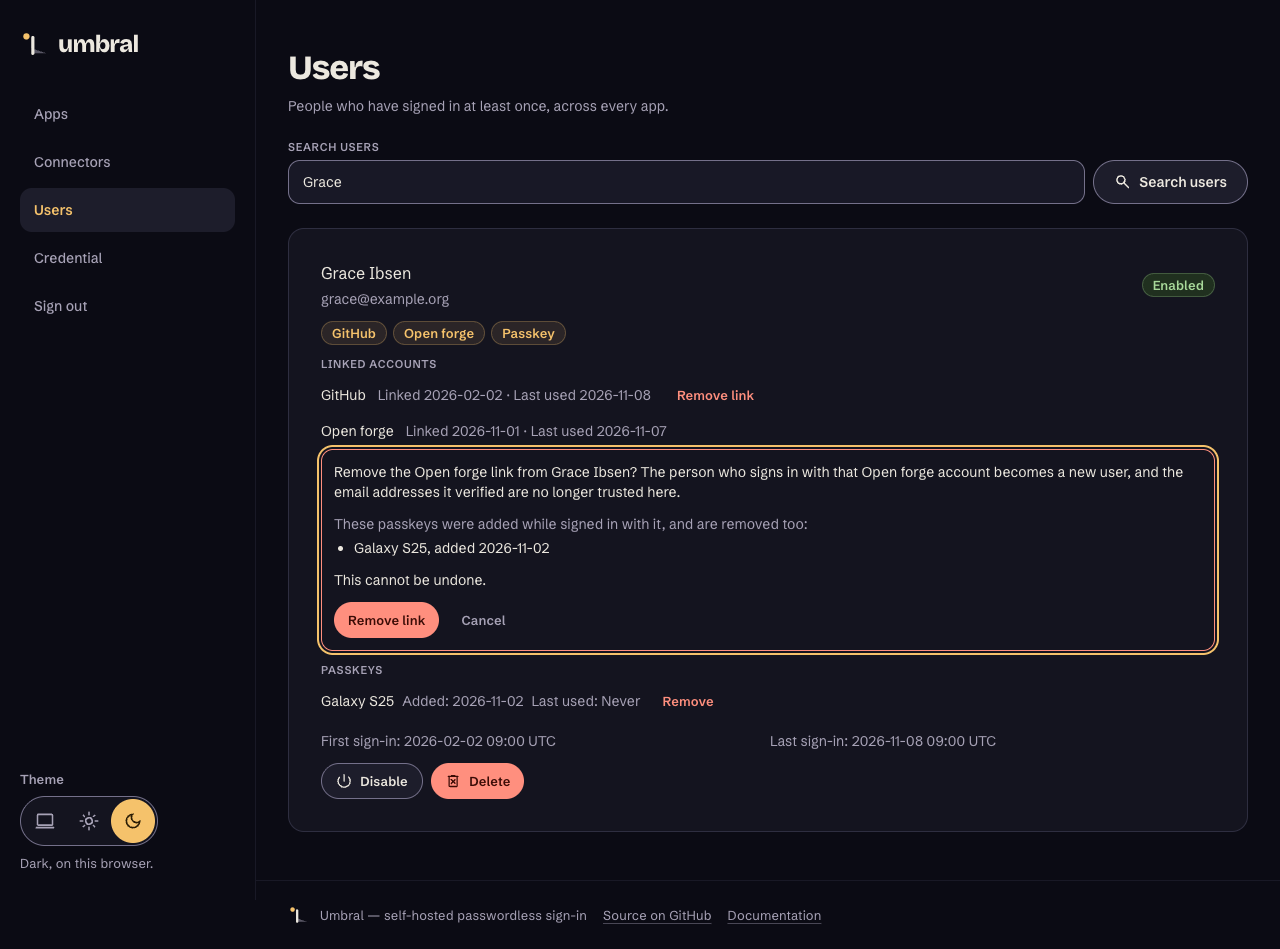 umbral
Apps
Connectors
Users
Credential
Sign out
Theme
Dark, on this browser.
Users
People who have signed in at least once, across every app.
SEARCH USERS
Grace
Search users
Grace Ibsen
grace@example.org
Enabled
GitHub Open forge Passkey
LINKED ACCOUNTS
GitHub Linked 2026-02-02 · Last used 2026-11-08 Remove link
Open forge Linked 2026-11-01 · Last used 2026-11-07
Remove the Open forge link from Grace Ibsen? The person who signs in with that Open forge account becomes a new user, and the
email addresses it verified are no longer trusted here.
These passkeys were added while signed in with it, and are removed too:
• Galaxy S25, added 2026-11-02
This cannot be undone.
Remove link Cancel
PASSKEYS
Galaxy S25 Added: 2026-11-02 Last used: Never Remove
First sign-in: 2026-02-02 09:00 UTC Last sign-in: 2026-11-08 09:00 UTC
Disable Delete
Umbral — self-hosted passwordless sign-in Source on GitHub Documentation